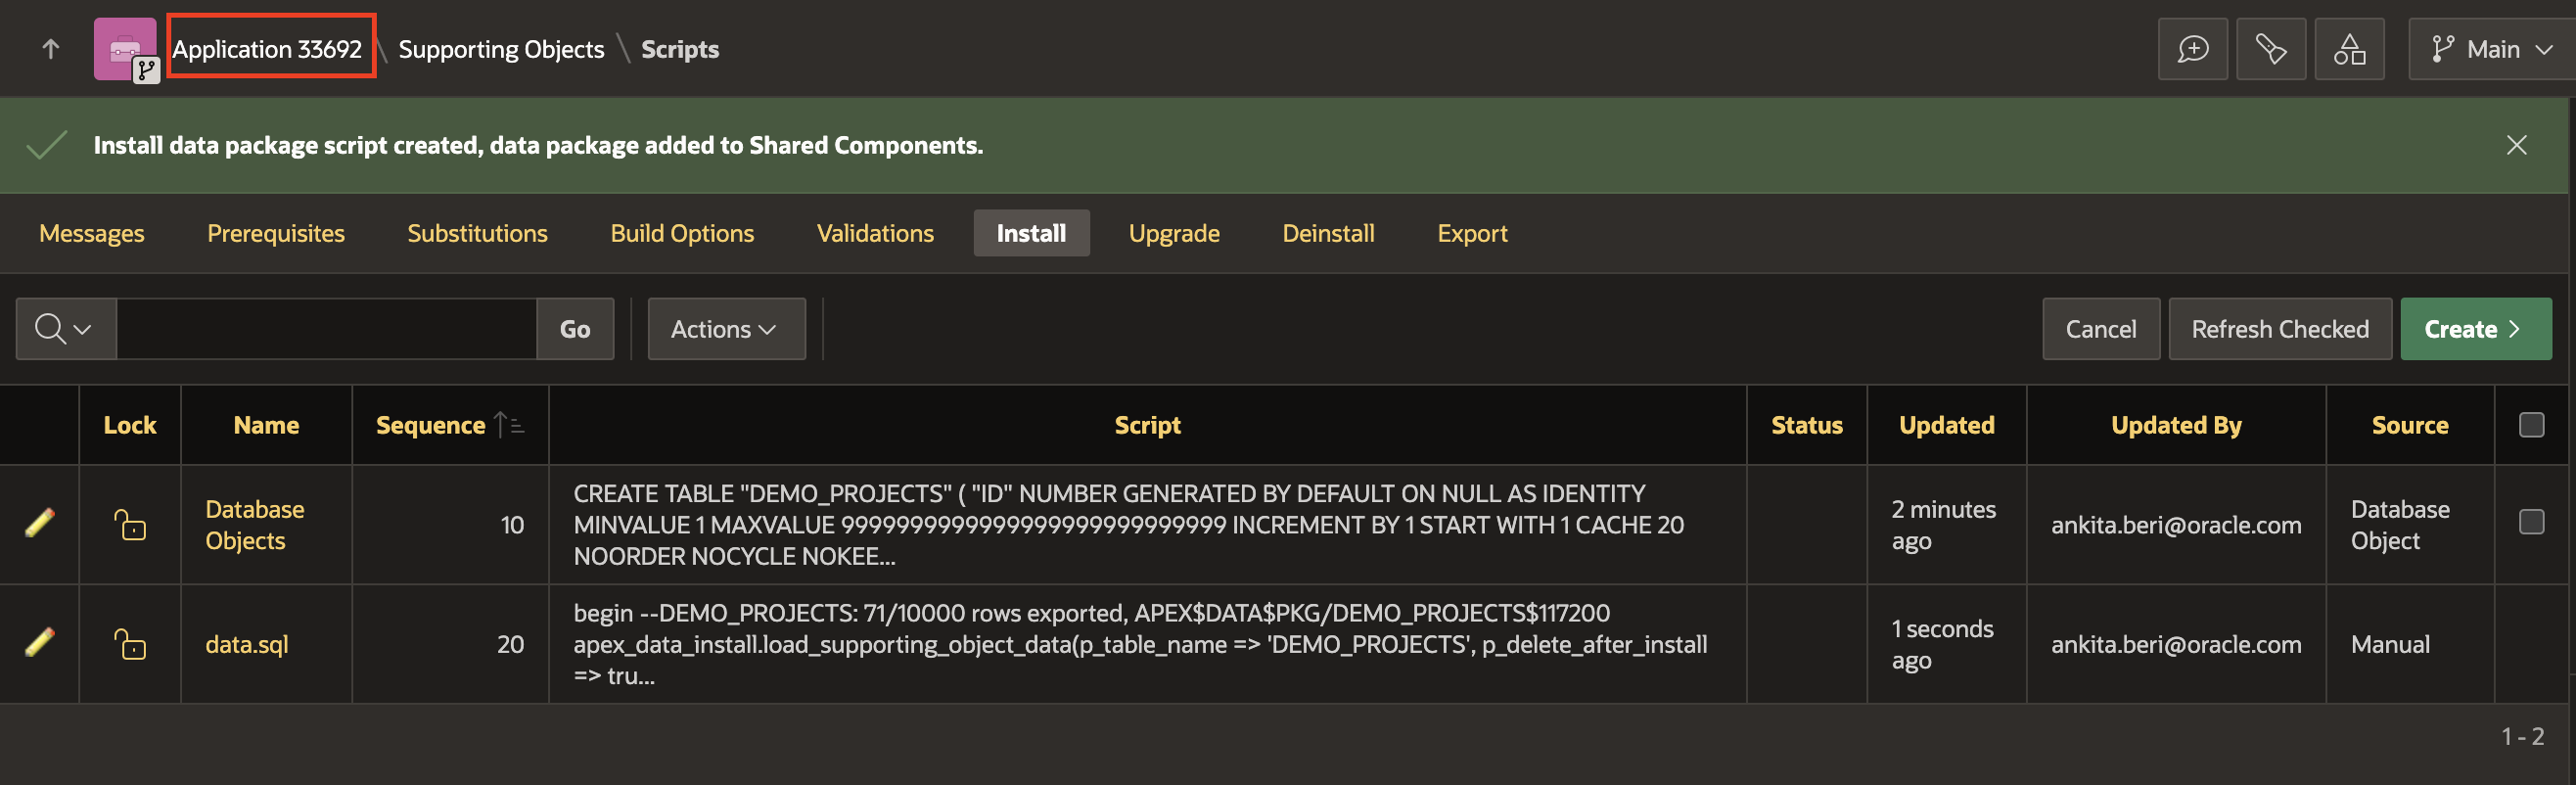 Application 33692 \ Supporting Objects \ Scripts
Main
Install data package script created, data package added to Shared Components.
Messages Prerequisites Substitutions Build Options Validations Install Upgrade Deinstall Export
Go Actions Cancel Refresh Checked Create
Lock Name Sequence Script Status Updated Updated By Source
Database
Objects
10
CREATE TABLE "DEMO_PROJECTS" ( "ID" NUMBER GENERATED BY DEFAULT ON NULL AS IDENTITY
MINVALUE 1 MAXVALUE 9999999999999999999999999999 INCREMENT BY 1 START WITH 1 CACHE 20
NOORDER NOCYCLE NOKEE...
2 minutes
ago
ankita.beri@oracle.com
Database
Object
data.sql
20
begin --DEMO_PROJECTS: 71/10000 rows exported, APEX$DATA$PKG/DEMO_PROJECTS$117200
apex_data_install.load_supporting_object_data(p_table_name => 'DEMO_PROJECTS', p_delete_after_install
=> tru...
1 seconds
ago
ankita.beri@oracle.com
Manual
1 - 2